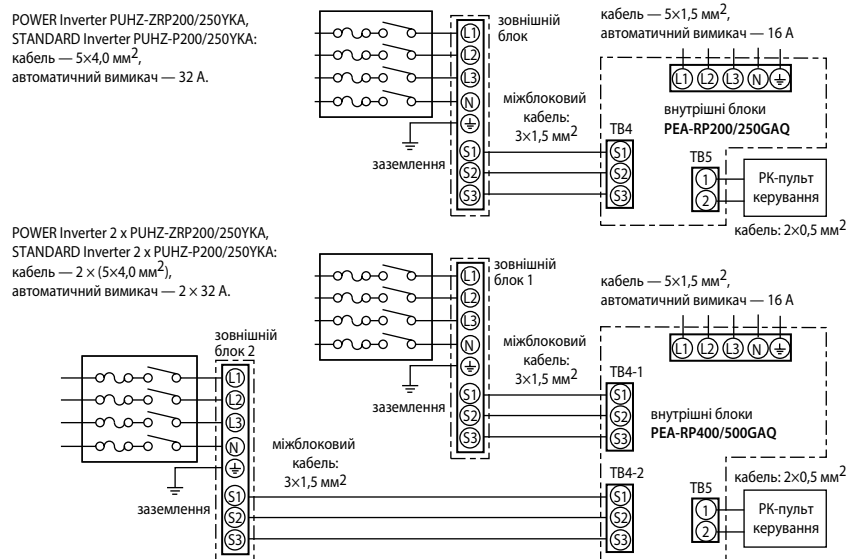 POWER Inverter PUHZ-ZRP200/250YKA,
STANDARD Inverter PUHZ-P200/250YKA:
кабель — 5×4,0 мм2,
автоматичний вимикач — 32 А.
L1
L2
L3
N
S1
S2
S3
зовнішній
блок
заземлення
міжблоковий
кабель:
3×1,5 мм2
кабель — 5×1,5 мм2,
автоматичний вимикач — 16 А
L1 L2 L3 N
внутрішні блоки
PEA-RP200/250GAQ
TB4
S1
S2
S3
TB5
1
2
РК-пульт
керування
кабель: 2×0,5 мм2
POWER Inverter 2 x PUHZ-ZRP200/250YKA,
STANDARD Inverter 2 x PUHZ-P200/250YKA:
кабель — 2 × (5×4,0 мм2),
автоматичний вимикач — 2 × 32 А.
L1
L2
L3
N
S1
S2
S3
зовнішній
блок 1
заземлення
міжблоковий
кабель:
3×1,5 мм2
кабель — 5×1,5 мм2,
автоматичний вимикач — 16 А
L1 L2 L3 N
TB4-1
S1
S2
S3
внутрішні блоки
PEA-RP400/500GAQ
зовнішній
блок 2
L1
L2
L3
N
S1
S2
S3
заземлення
міжблоковий
кабель:
3×1,5 мм2
TB4-2
S1
S2
S3
TB5
1
2
кабель: 2×0,5 мм2
РК-пульт
керування